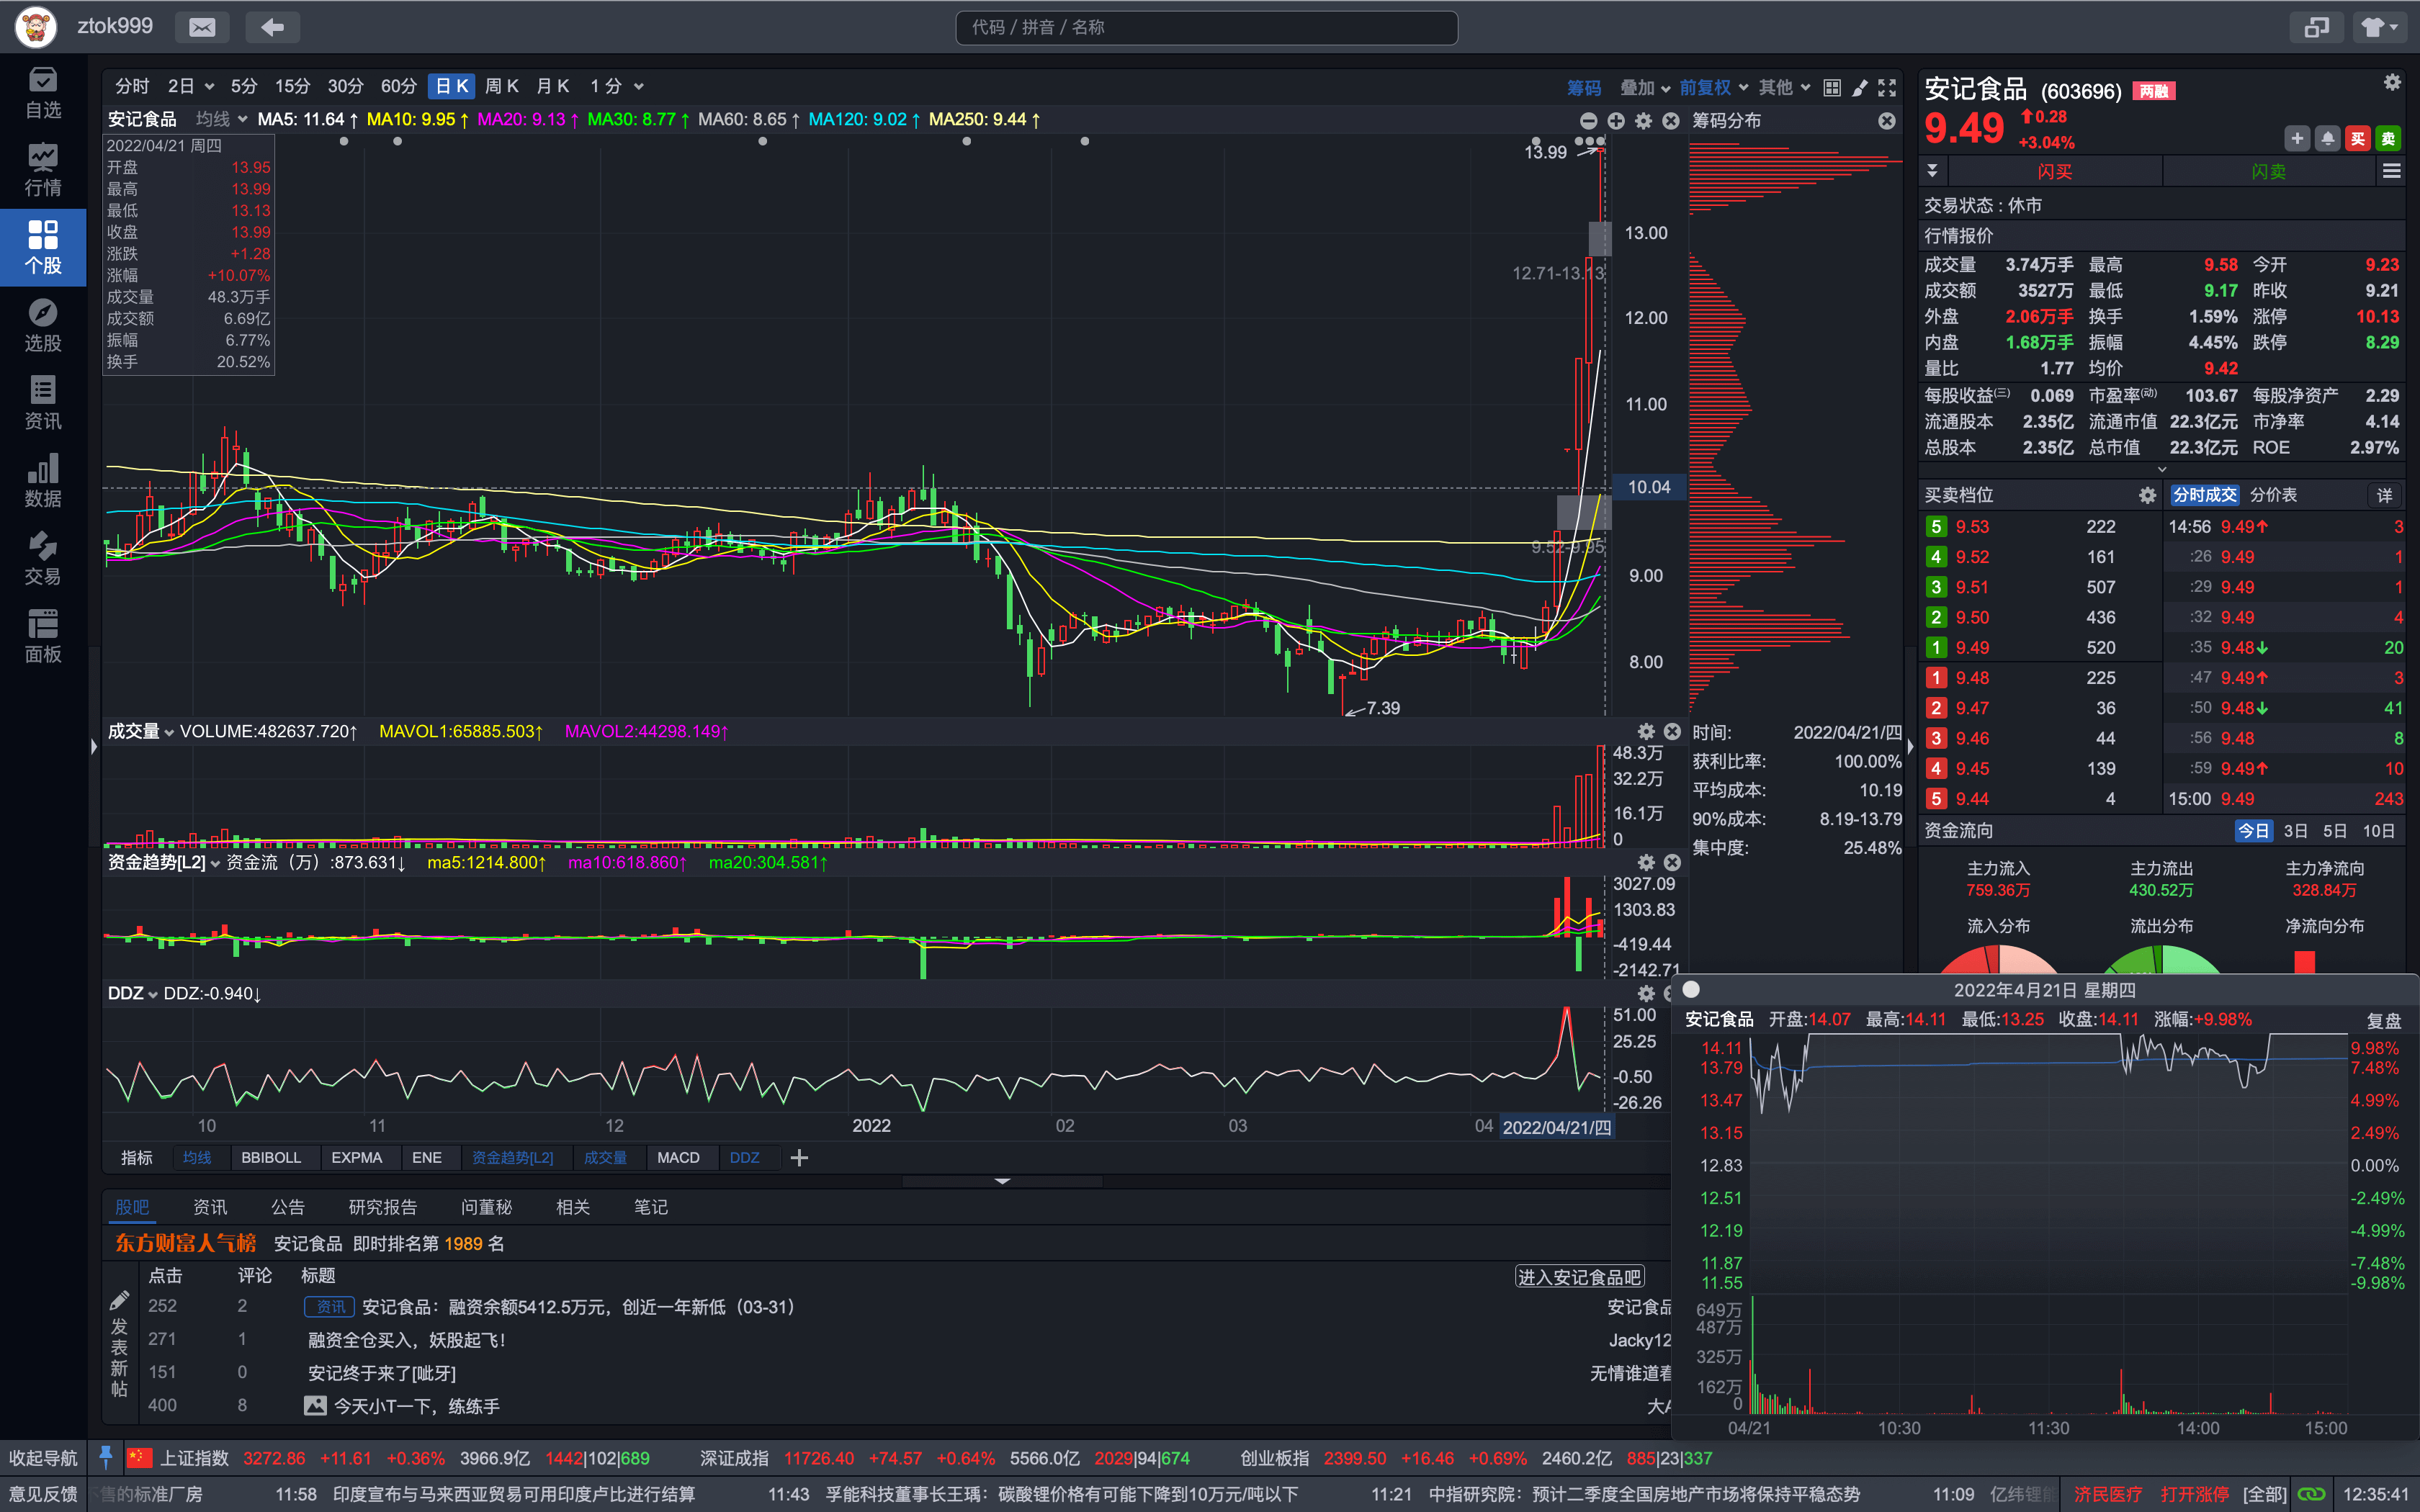 ztok999
代码 / 拼音 / 名称
自选
行情
个股
选股
资讯
数据
交易
面板
分时 2日 5分 15分 30分 60分 日K 周K 月K 1分 筹码 叠加 前复权 其他
安记食品 均线 MA5: 11.64↑ MA10: 9.95↑ MA20: 9.13↑ MA30: 8.77↑ MA60: 8.65↑ MA120: 9.02↑ MA250: 9.44↑
筹码分布
2022/04/21 周四
开盘 13.95
最高 13.99
最低 13.13
收盘 13.99
涨跌 +1.28
涨幅 +10.07%
成交量 48.3万手
成交额 6.69亿
振幅 6.77%
换手 20.52%
13.99
12.71-13.13
9.52-9.95
7.39
13.00
12.00
11.00
10.04
9.00
8.00
成交量 VOLUME:482637.720↑ MAVOL1:65885.503↑ MAVOL2:44298.149↑
48.3万
32.2万
16.1万
0
资金趋势[L2] 资金流（万）:873.631↓ ma5:1214.800↑ ma10:618.860↑ ma20:304.581↑
3027.09
1303.83
-419.44
-2142.71
DDZ DDZ:-0.940↓
51.00
25.25
-0.50
-26.26
10 11 12 2022 02 03 04 2022/04/21/四
指标 均线 BBIBOLL EXPMA ENE 资金趋势[L2] 成交量 MACD DDZ
时间: 2022/04/21/四
获利比率: 100.00%
平均成本: 10.19
90%成本: 8.19-13.79
集中度: 25.48%
股吧 资讯 公告 研究报告 问董秘 相关 笔记
东方财富人气榜 安记食品 即时排名第 1989 名
点击 评论 标题 进入安记食品吧
发表新帖
252 2 资讯 安记食品：融资余额5412.5万元，创近一年新低（03-31） 安记食品
271 1 融资全仓买入，妖股起飞！ Jacky12
151 0 安记终于来了[呲牙] 无情谁道看
400 8 今天小T一下，练练手 大A
安记食品 (603696) 两融
9.49 0.28
+3.04%
买 卖
闪买 闪卖
交易状态 : 休市
行情报价
成交量 3.74万手 最高 9.58 今开 9.23
成交额 3527万 最低 9.17 昨收 9.21
外盘 2.06万手 换手 1.59% 涨停 10.13
内盘 1.68万手 振幅 4.45% 跌停 8.29
量比 1.77 均价 9.42
每股收益(三) 0.069 市盈率(动) 103.67 每股净资产 2.29
流通股本 2.35亿 流通市值 22.3亿元 市净率 4.14
总股本 2.35亿 总市值 22.3亿元 ROE 2.97%
买卖档位 分时成交 分价表 详
5 9.53 222 14:56 9.49↑ 3
4 9.52 161 :26 9.49 1
3 9.51 507 :29 9.49 1
2 9.50 436 :32 9.49 4
1 9.49 520 :35 9.48↓ 20
1 9.48 225 :47 9.49↑ 3
2 9.47 36 :50 9.48↓ 41
3 9.46 44 :56 9.48 8
4 9.45 139 :59 9.49↑ 10
5 9.44 4 15:00 9.49 243
资金流向 今日 3日 5日 10日
主力流入 主力流出 主力净流向
759.36万 430.52万 328.84万
流入分布 流出分布 净流向分布
2022年4月21日 星期四
安记食品 开盘:14.07 最高:14.11 最低:13.25 收盘:14.11 涨幅:+9.98% 复盘
14.11 9.98%
13.79 7.48%
13.47 4.99%
13.15 2.49%
12.83 0.00%
12.51 -2.49%
12.19 -4.99%
11.87 -7.48%
11.55 -9.98%
649万
487万
325万
162万
0
04/21 10:30 11:30 14:00 15:00
收起导航 上证指数 3272.86 +11.61 +0.36% 3966.9亿 1442|102|689 深证成指 11726.40 +74.57 +0.64% 5566.0亿 2029|94|674 创业板指 2399.50 +16.46 +0.69% 2460.2亿 885|23|337
意见反馈 售的标准厂房 11:58 印度宣布与马来西亚贸易可用印度卢比进行结算 11:43 孚能科技董事长王瑀：碳酸锂价格有可能下降到10万元/吨以下 11:21 中指研究院：预计二季度全国房地产市场将保持平稳态势 11:09 亿纬锂能 济民医疗 打开涨停 [全部] 12:35:41